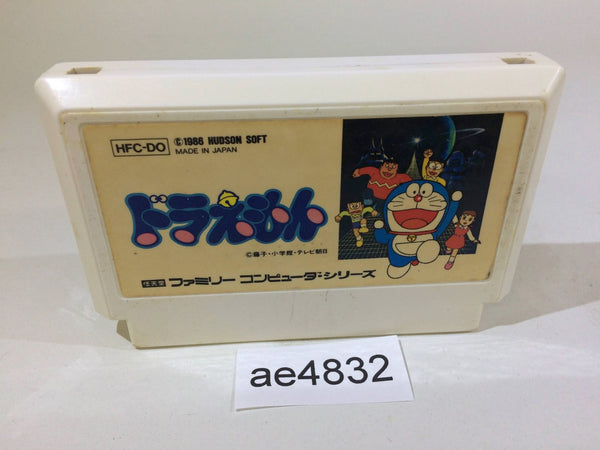 HFC-DO
©1986 HUDSON SOFT
MADE IN JAPAN
ドラえもん
©藤子・小学館・テレビ朝日
任天堂 ファミリー コンピュータ・シリーズ
ae4832